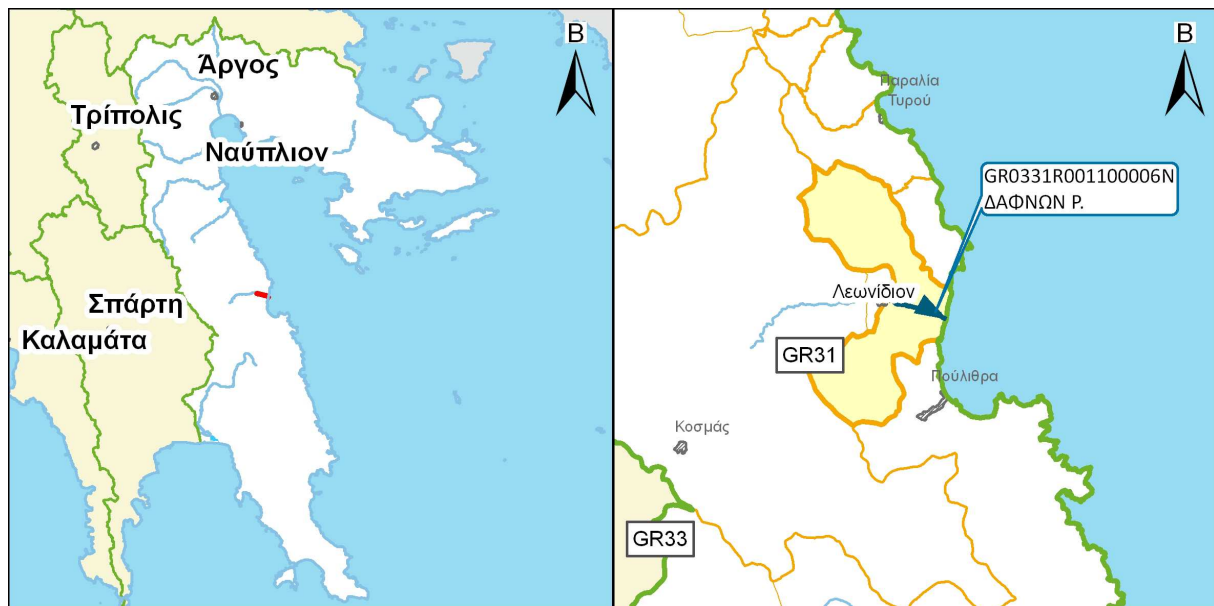 Β
Άργος
Τρίπολις
Ναύπλιον
Σπάρτη
Καλαμάτα
Β
Παραλία
Τυρού
GR0331R001100006N
ΔΑΦΝΩΝ Ρ.
Λεωνίδιον
GR31
Πούλιθρα
Κοσμάς
GR33